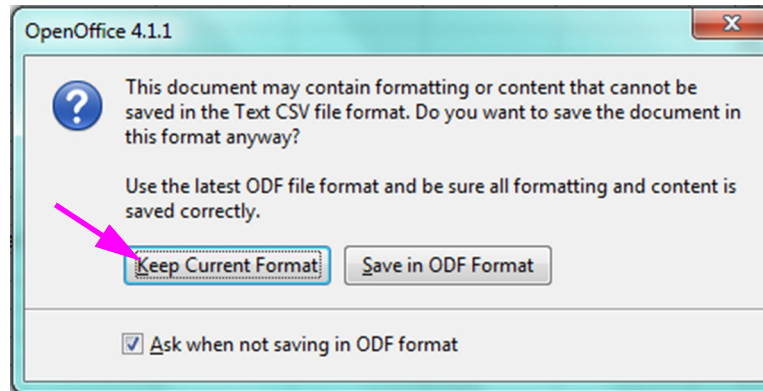 OpenOffice 4.1.1
This document may contain formatting or content that cannot be
saved in the Text CSV file format. Do you want to save the document in
this format anyway?
Use the latest ODF file format and be sure all formatting and content is
saved correctly.
Keep Current Format
Save in ODF Format
Ask when not saving in ODF format